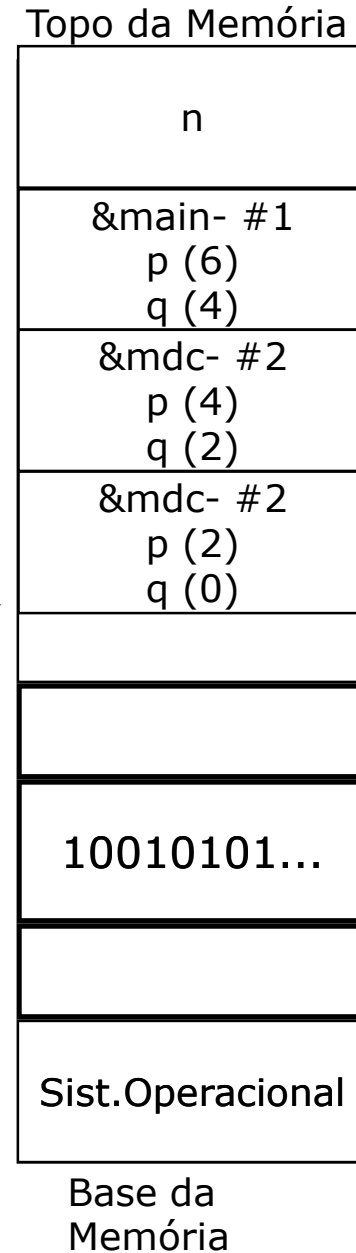 Topo da Memória
n
&main- #1
p (6)
q (4)
&mdc- #2
p (4)
q (2)
&mdc- #2
p (2)
q (0)
10010101...
Sist.Operacional
Base da
Memória